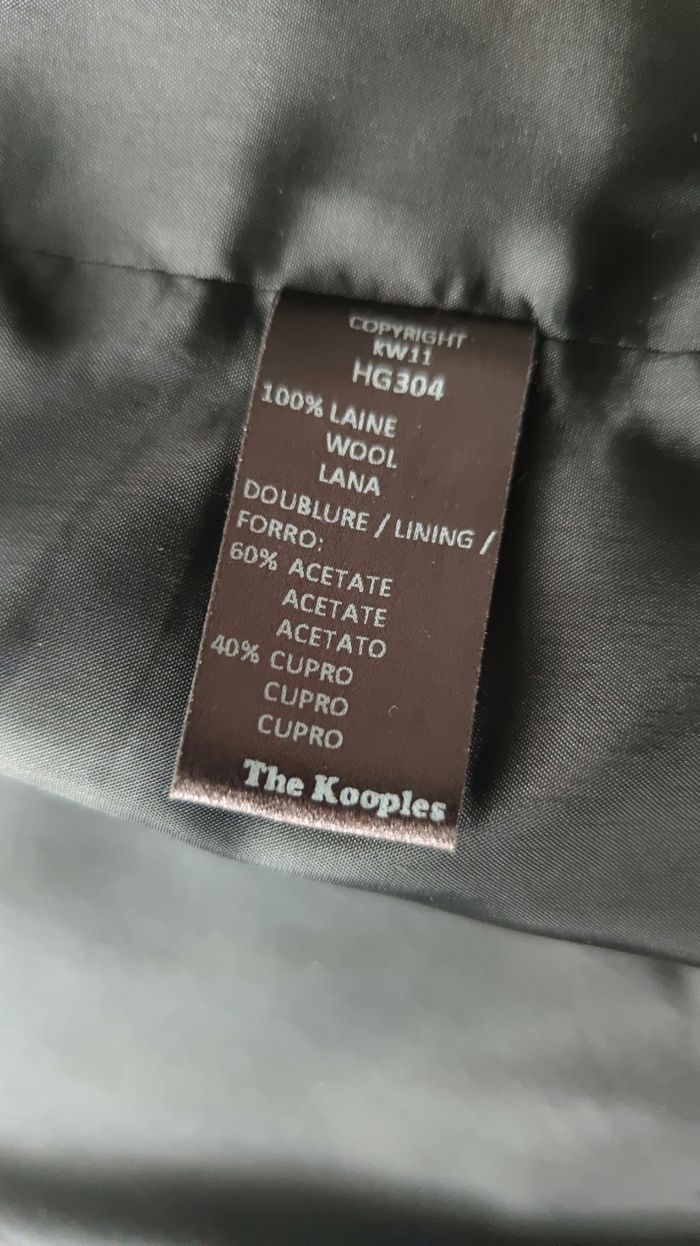 COPYRIGHT
KW11
HG304
100% LAINE
WOOL
LANA
DOUBLURE / LINING /
FORRO:
60% ACETATE
ACETATE
ACETATO
40% CUPRO
CUPRO
CUPRO
The Kooples